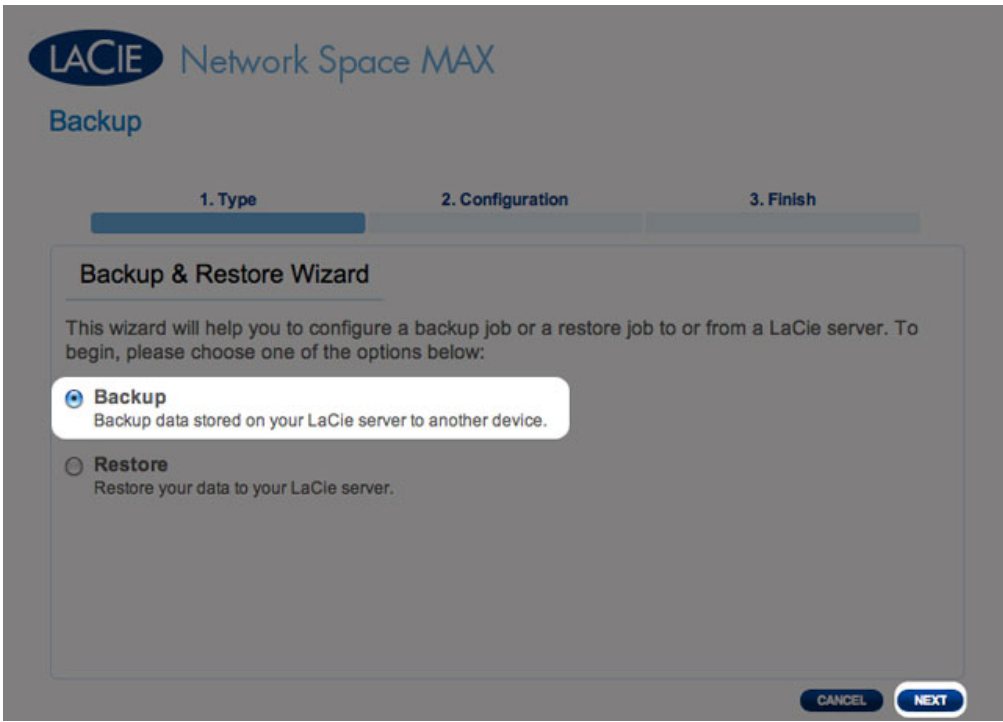 LACIE Network Space MAX
Backup
1. Type 2. Configuration 3. Finish
Backup & Restore Wizard
This wizard will help you to configure a backup job or a restore job to or from a LaCie server. To
begin, please choose one of the options below:
Backup
Backup data stored on your LaCie server to another device.
Restore
Restore your data to your LaCie server.
CANCEL NEXT